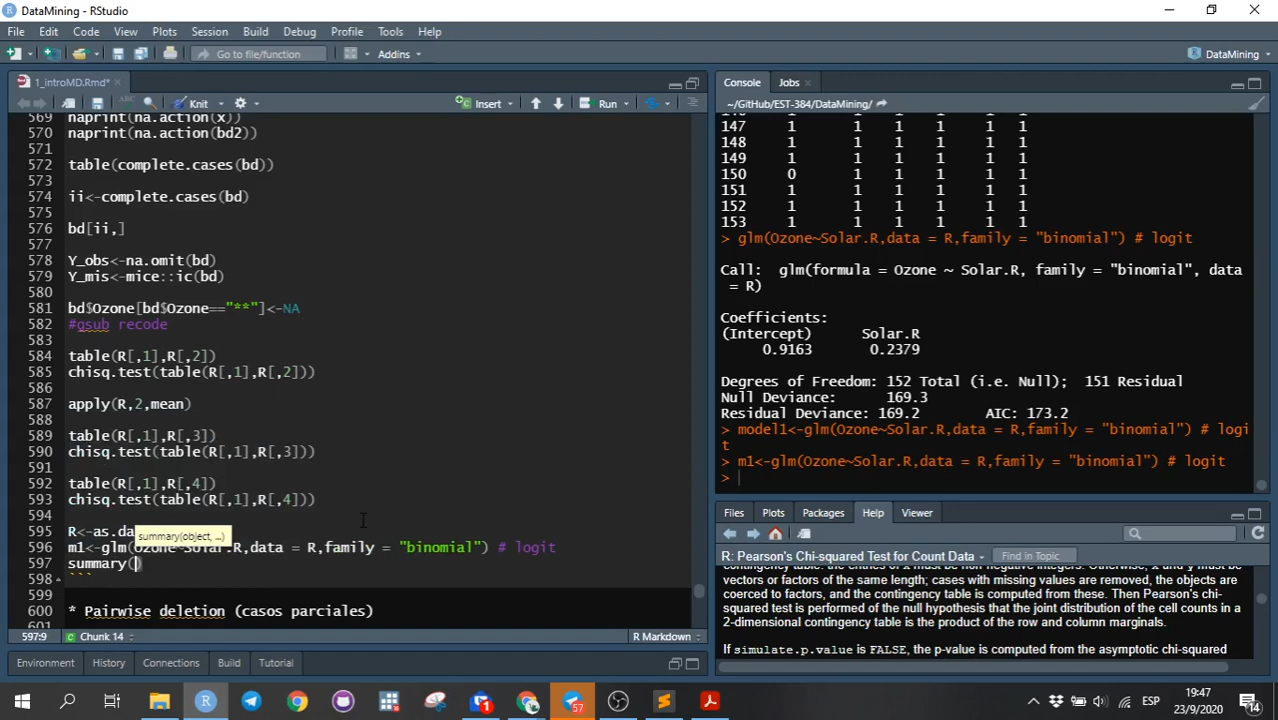 DataMining - RStudio
File Edit Code View Plots Session Build Debug Profile Tools Help
Go to file/function
Addins
DataMining
1_introMD.Rmd*
Knit
Insert
Run
569 naprint(na.action(x))
570 naprint(na.action(bd2))
571
572 table(complete.cases(bd))
573
574 ii<-complete.cases(bd)
575
576 bd[ii,]
577
578 Y_obs<-na.omit(bd)
579 Y_mis<-mice::ic(bd)
580
581 bd$Ozone[bd$Ozone=="**"]<-NA
582 #gsub recode
583
584 table(R[,1],R[,2])
585 chisq.test(table(R[,1],R[,2]))
586
587 apply(R,2,mean)
588
589 table(R[,1],R[,3])
590 chisq.test(table(R[,1],R[,3]))
591
592 table(R[,1],R[,4])
593 chisq.test(table(R[,1],R[,4]))
594
595 R<-as.da
summary(object, ...)
596 m1<-glm(Ozone~Solar.R,data = R,family = "binomial") # logit
597 summary()
598 ```
599
600 * Pairwise deletion (casos parciales)
601
597:9 Chunk 14 R Markdown
Environment History Connections Build Tutorial
Console Jobs
~/GitHub/EST-384/DataMining/
147 1 1 1 1 1
148 1 1 1 1 1
149 1 1 1 1 1
150 0 1 1 1 1
151 1 1 1 1 1
152 1 1 1 1 1
153 1 1 1 1 1
> glm(Ozone~Solar.R,data = R,family = "binomial") # logit
Call: glm(formula = Ozone ~ Solar.R, family = "binomial", data
= R)
Coefficients:
(Intercept) Solar.R
0.9163 0.2379
Degrees of Freedom: 152 Total (i.e. Null); 151 Residual
Null Deviance: 169.3
Residual Deviance: 169.2 AIC: 173.2
> model1<-glm(Ozone~Solar.R,data = R,family = "binomial") # logi
t
> m1<-glm(Ozone~Solar.R,data = R,family = "binomial") # logit
>
Files Plots Packages Help Viewer
R: Pearson's Chi-squared Test for Count Data
Find in Topic
contingency table: the entries of x must be non-negative integers. Otherwise, x and y must be
vectors or factors of the same length; cases with missing values are removed, the objects are
coerced to factors, and the contingency table is computed from these. Then Pearson's chi-
squared test is performed of the null hypothesis that the joint distribution of the cell counts in a
2-dimensional contingency table is the product of the row and column marginals.
If simulate.p.value is FALSE, the p-value is computed from the asymptotic chi-squared
57
1
ESP
19:47
23/9/2020
14